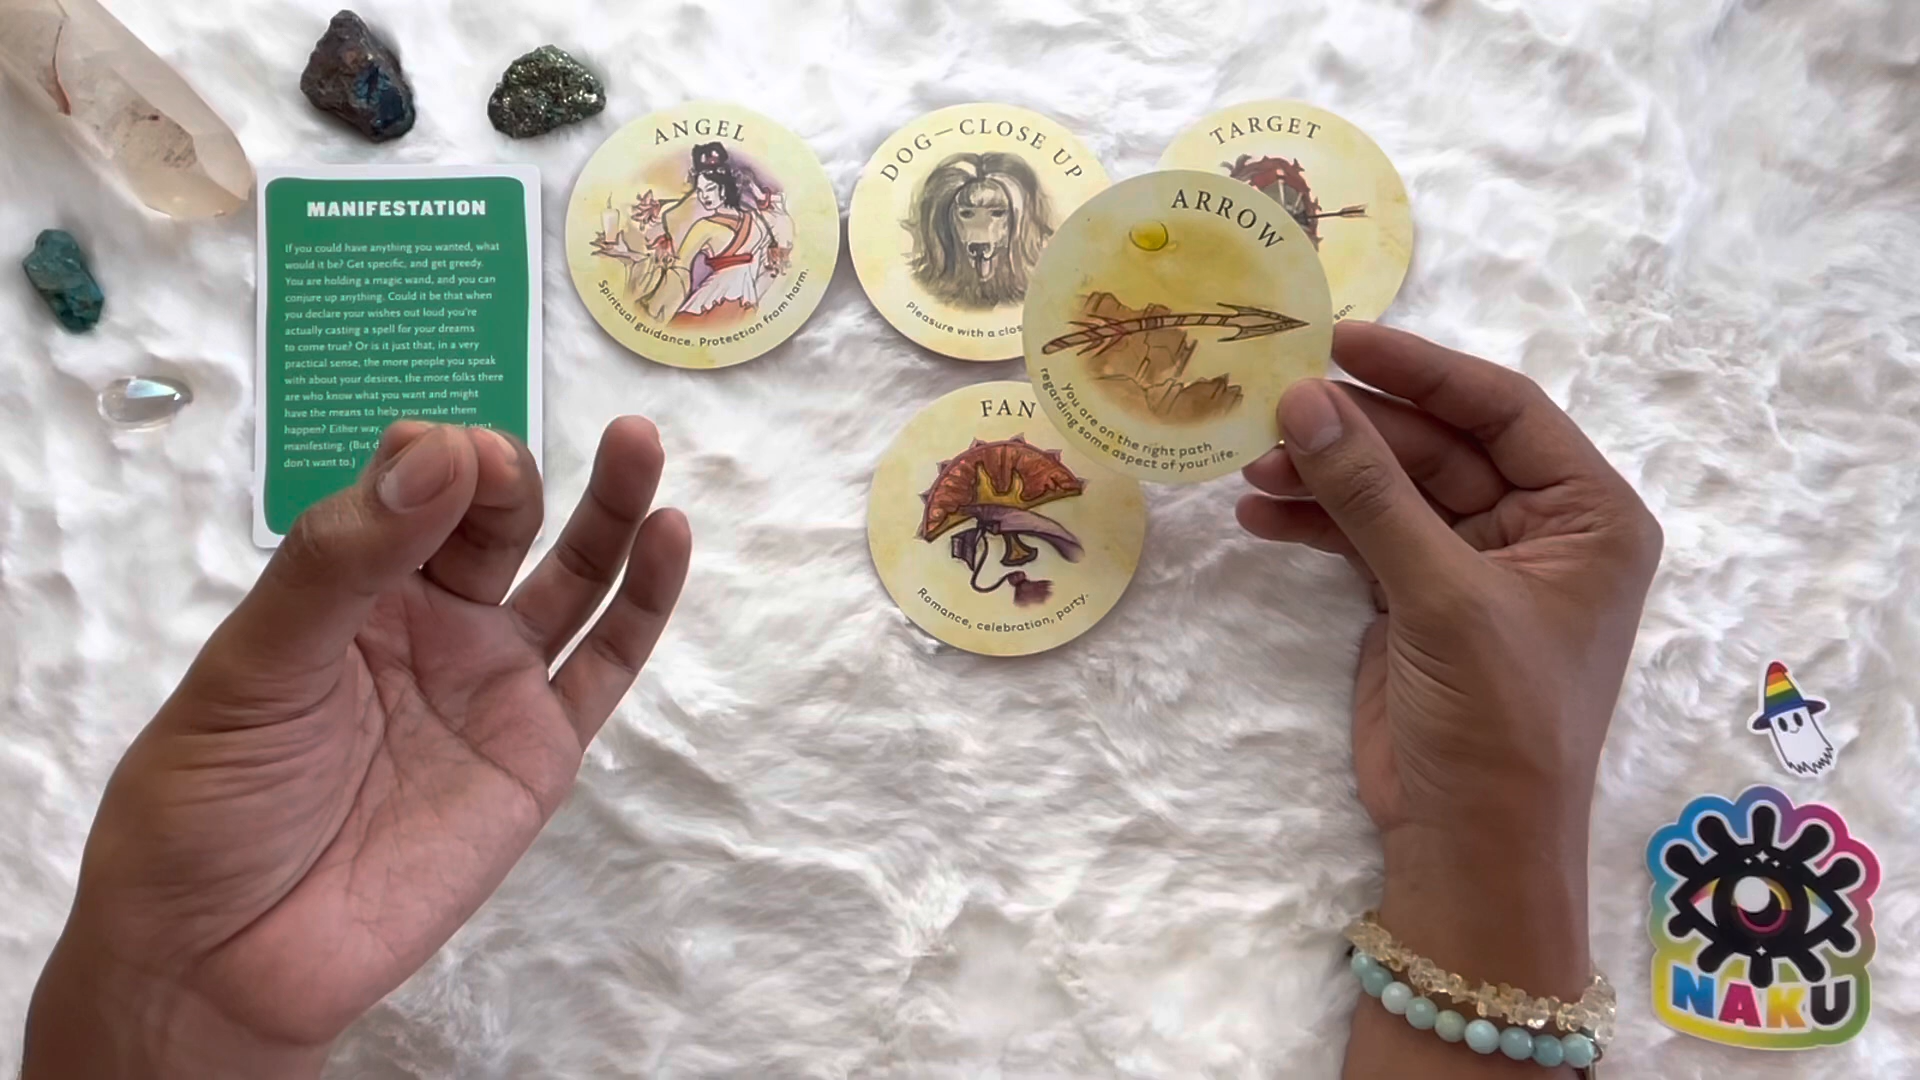 MANIFESTATION
If you could have anything you wanted, what
would it be? Get specific, and get greedy.
You are holding a magic wand, and you can
conjure up anything. Could it be that when
you declare your wishes out loud you're
actually casting a spell for your dreams
to come true? Or is it just that, in a very
practical sense, the more people you speak
with about your desires, the more folks there
are who know what you want and might
have the means to help you make them
happen? Either way,
manifesting. (But
don't want to.)
ANGEL
Spiritual guidance. Protection from harm.
DOG—CLOSE UP
Pleasure with a
TARGET
ARROW
You are on the right path
regarding some aspect of your life.
FAN
Romance, celebration, party.
NAKU